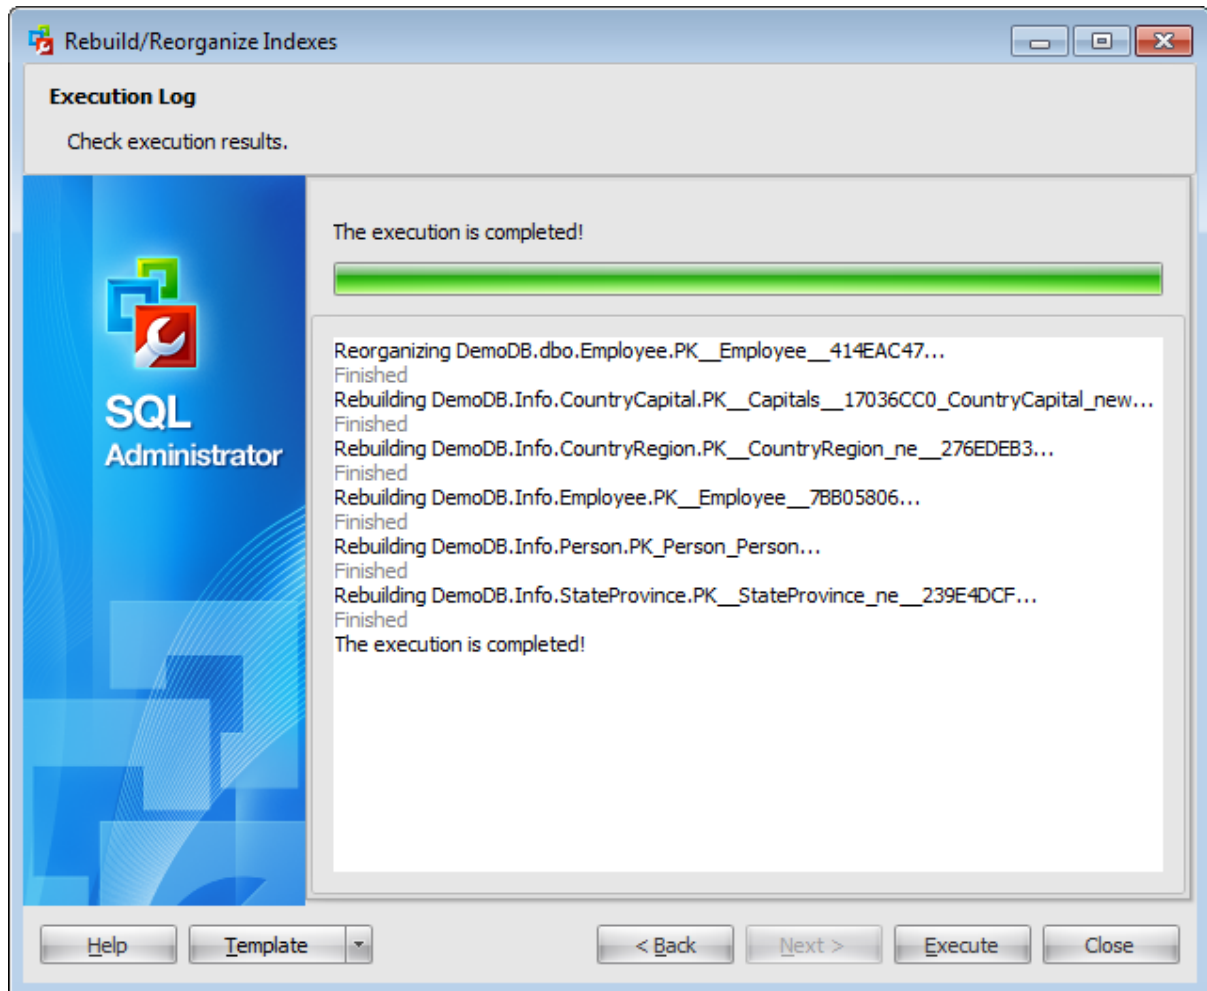 Rebuild/Reorganize Indexes
Execution Log
Check execution results.
The execution is completed!
SQL
Administrator
Reorganizing DemoDB.dbo.Employee.PK__Employee__414EAC47...
Finished
Rebuilding DemoDB.Info.CountryCapital.PK__Capitals__17036CC0_CountryCapital_new...
Finished
Rebuilding DemoDB.Info.CountryRegion.PK__CountryRegion_ne__276EDEB3...
Finished
Rebuilding DemoDB.Info.Employee.PK__Employee__7BB05806...
Finished
Rebuilding DemoDB.Info.Person.PK_Person_Person...
Finished
Rebuilding DemoDB.Info.StateProvince.PK__StateProvince_ne__239E4DCF...
Finished
The execution is completed!
Help Template < Back Next > Execute Close